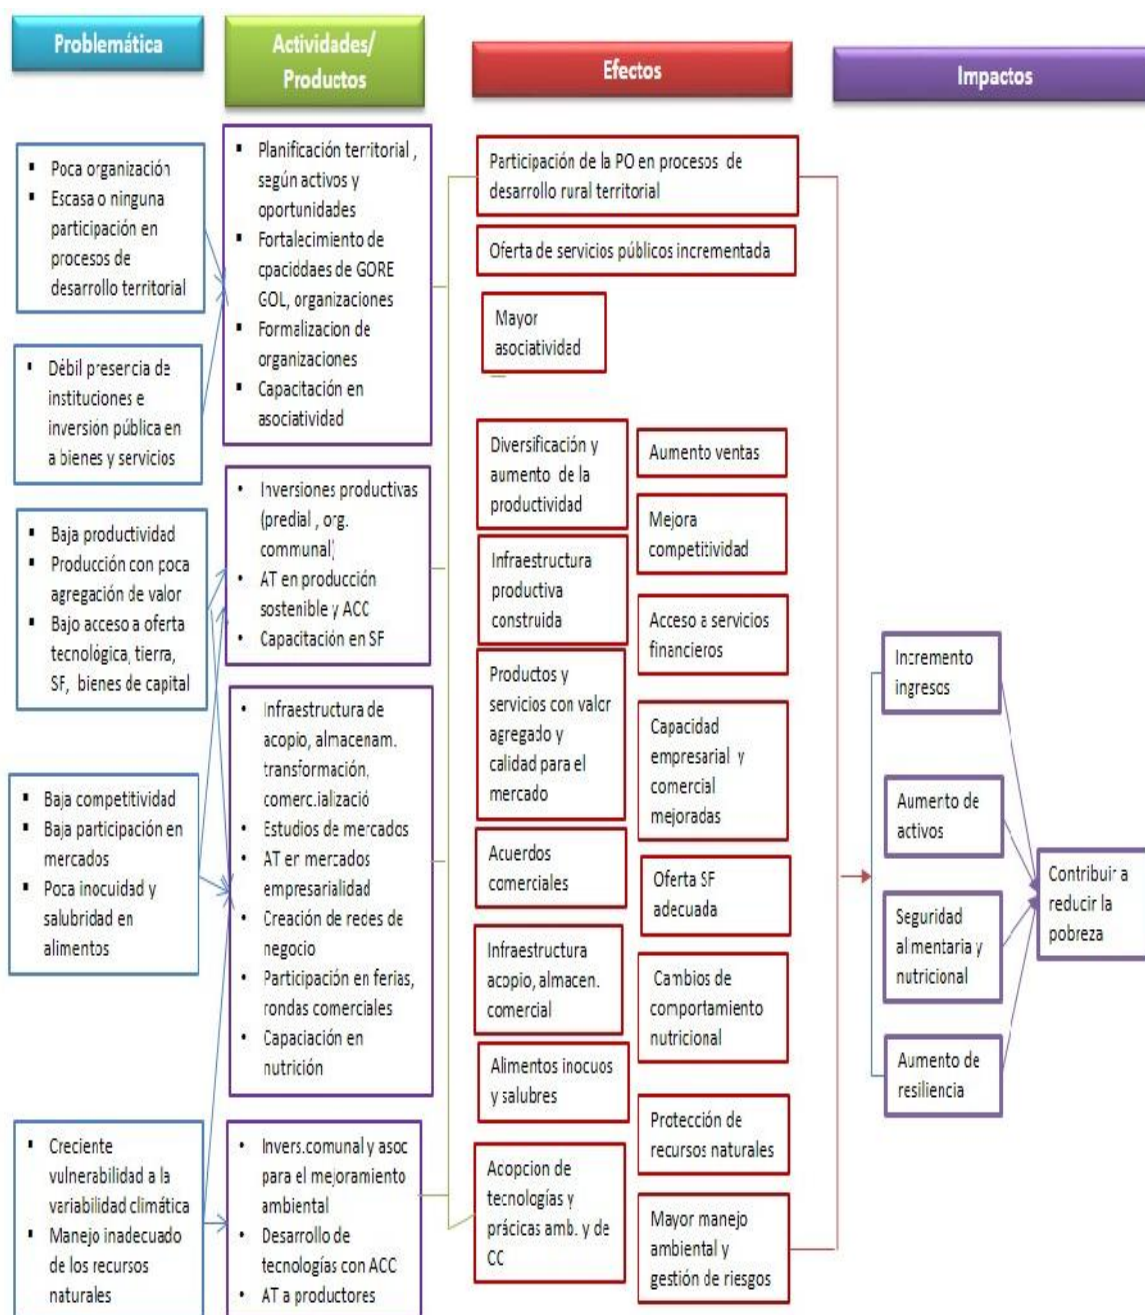 Problemática
Actividades/
Productos
Efectos
Impactos
▪ Poca organización
▪ Escasa o ninguna
participación en
procesos de
desarrollo territorial
▪ Débil presencia de
instituciones e
inversión pública en
a bienes y servicios
▪ Baja productividad
▪ Producción con poca
agregación de valor
▪ Bajo acceso a oferta
tecnológica, tierra,
SF, bienes de capital
▪ Baja competitividad
▪ Baja participación en
mercados
▪ Poca inocuidad y
salubridad en
alimentos
▪ Creciente
vulnerabilidad a la
variabilidad climática
▪ Manejo inadecuado
de los recursos
naturales
▪ Planificación territorial ,
según activos y
oportunidades
▪ Fortalecimiento de
cpaciddaes de GORE
GOL, organizaciones
▪ Formalizacion de
organizaciones
▪ Capacitación en
asociatividad
• Inversiones productivas
(predial , org.
communal)
• AT en producción
sostenible y ACC
• Capacitación en SF
• Infraestructura de
acopio, almacenam.
transformación,
comerc.ializació
• Estudios de mercados
• AT en mercados
empresarialidad
• Creación de redes de
negocio
• Participación en ferias,
rondas comerciales
• Capaciación en
nutrición
• Invers.comunal y asoc
para el mejoramiento
ambiental
• Desarrollo de
tecnologías con ACC
• AT a productores
Participación de la PO en procesos de
desarrollo rural territorial
Oferta de servicios públicos incrementada
Mayor
asociatividad
Diversificación y
aumento de la
productividad
Infraestructura
productiva
construida
Productos y
servicios con valor
agregado y
calidad para el
mercado
Acuerdos
comerciales
Infraestructura
acopio, almacen.
comercial
Alimentos inocuos
y salubres
Acopcion de
tecnologías y
prácicas amb. y de
CC
Aumento ventas
Mejora
competitividad
Acceso a servicios
financieros
Capacidad
empresarial y
comercial
mejoradas
Oferta SF
adecuada
Cambios de
comportamiento
nutricional
Protección de
recursos naturales
Mayor manejo
ambiental y
gestión de riesgos
Incremento
ingresos
Aumento de
activos
Seguridad
alimentaria y
nutricional
Aumento de
resiliencia
Contribuir a
reducir la
pobreza